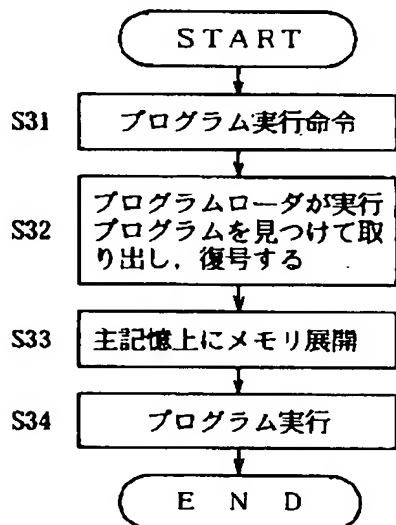 START
S31 プログラム実行命令
プログラムローダが実行
S32 プログラムを見つけて取
り出し，復号する
S33 主記憶上にメモリ展開
S34 プログラム実行
END